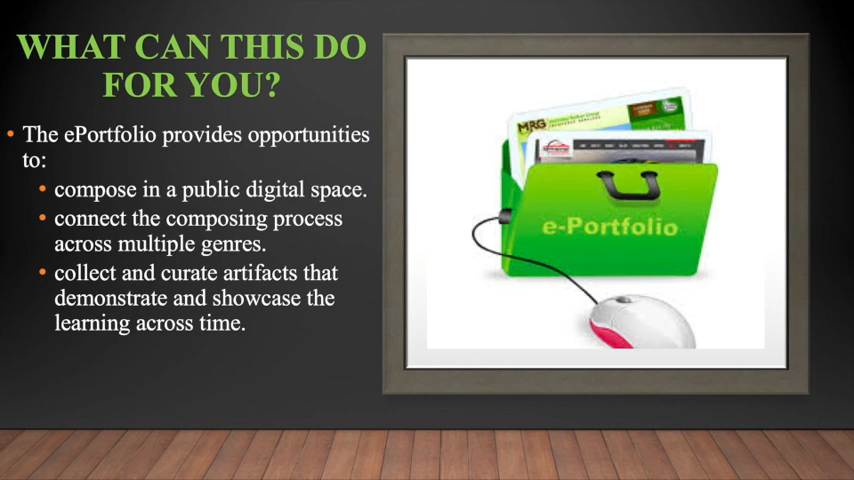 WHAT CAN THIS DO
FOR YOU?
• The ePortfolio provides opportunities
to:
• compose in a public digital space.
• connect the composing process
across multiple genres.
• collect and curate artifacts that
demonstrate and showcase the
learning across time.
MRG
e-Portfolio